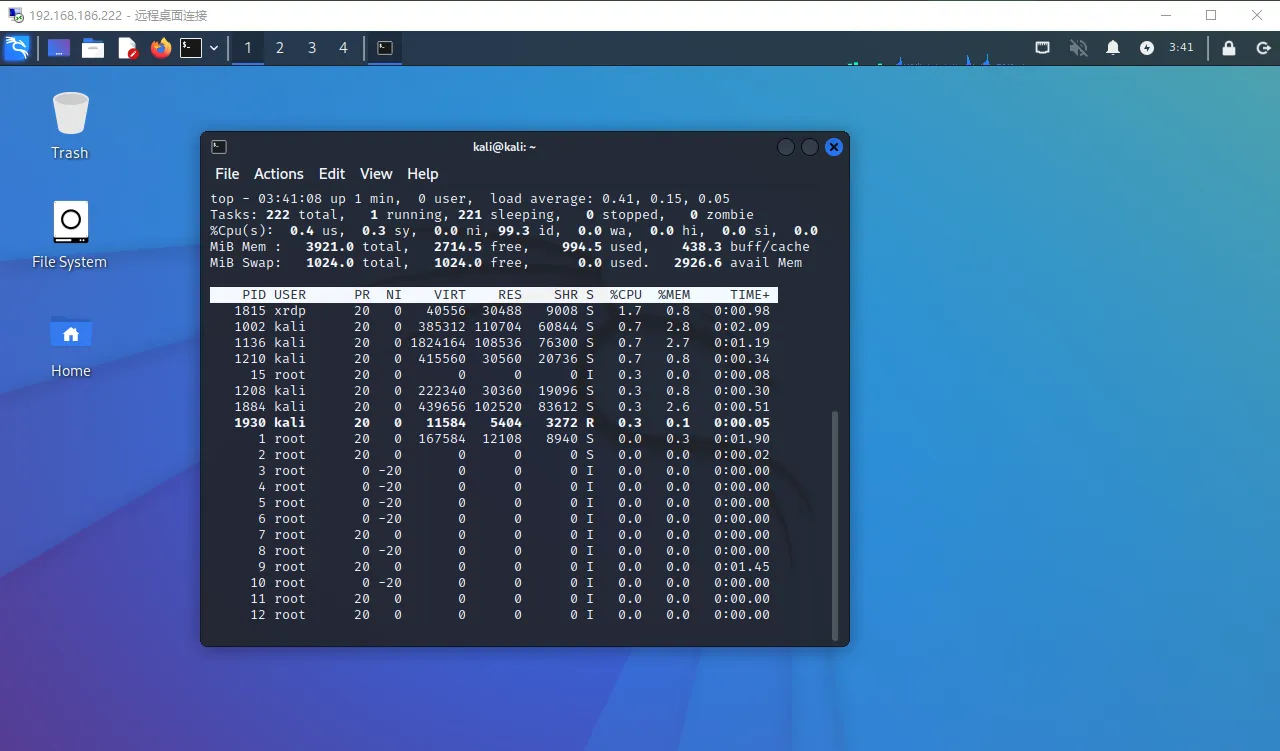 192.168.186.222 - 远程桌面连接
1 2 3 4 3:41
Trash
File System
Home
kali@kali: ~
File Actions Edit View Help
top - 03:41:08 up 1 min,  0 user,  load average: 0.41, 0.15, 0.05
Tasks: 222 total,   1 running, 221 sleeping,   0 stopped,   0 zombie
%Cpu(s):  0.4 us,  0.3 sy,  0.0 ni, 99.3 id,  0.0 wa,  0.0 hi,  0.0 si,  0.0
MiB Mem :   3921.0 total,   2714.5 free,    994.5 used,    438.3 buff/cache
MiB Swap:   1024.0 total,   1024.0 free,      0.0 used.   2926.6 avail Mem
PID USER      PR  NI    VIRT    RES    SHR S  %CPU  %MEM     TIME+
1815 xrdp      20   0   40556  30488   9008 S   1.7   0.8   0:00.98
1002 kali      20   0  385312 110704  60844 S   0.7   2.8   0:02.09
1136 kali      20   0 1824164 108536  76300 S   0.7   2.7   0:01.19
1210 kali      20   0  415560  30560  20736 S   0.7   0.8   0:00.34
15 root      20   0       0      0      0 I   0.3   0.0   0:00.08
1208 kali      20   0  222340  30360  19096 S   0.3   0.8   0:00.30
1884 kali      20   0  439656 102520  83612 S   0.3   2.6   0:00.51
1930 kali      20   0   11584   5404   3272 R   0.3   0.1   0:00.05
1 root      20   0  167584  12108   8940 S   0.0   0.3   0:01.90
2 root      20   0       0      0      0 S   0.0   0.0   0:00.02
3 root       0 -20       0      0      0 I   0.0   0.0   0:00.00
4 root       0 -20       0      0      0 I   0.0   0.0   0:00.00
5 root       0 -20       0      0      0 I   0.0   0.0   0:00.00
6 root       0 -20       0      0      0 I   0.0   0.0   0:00.00
7 root      20   0       0      0      0 I   0.0   0.0   0:00.00
8 root       0 -20       0      0      0 I   0.0   0.0   0:00.00
9 root      20   0       0      0      0 I   0.0   0.0   0:01.45
10 root       0 -20       0      0      0 I   0.0   0.0   0:00.00
11 root      20   0       0      0      0 I   0.0   0.0   0:00.00
12 root      20   0       0      0      0 I   0.0   0.0   0:00.00